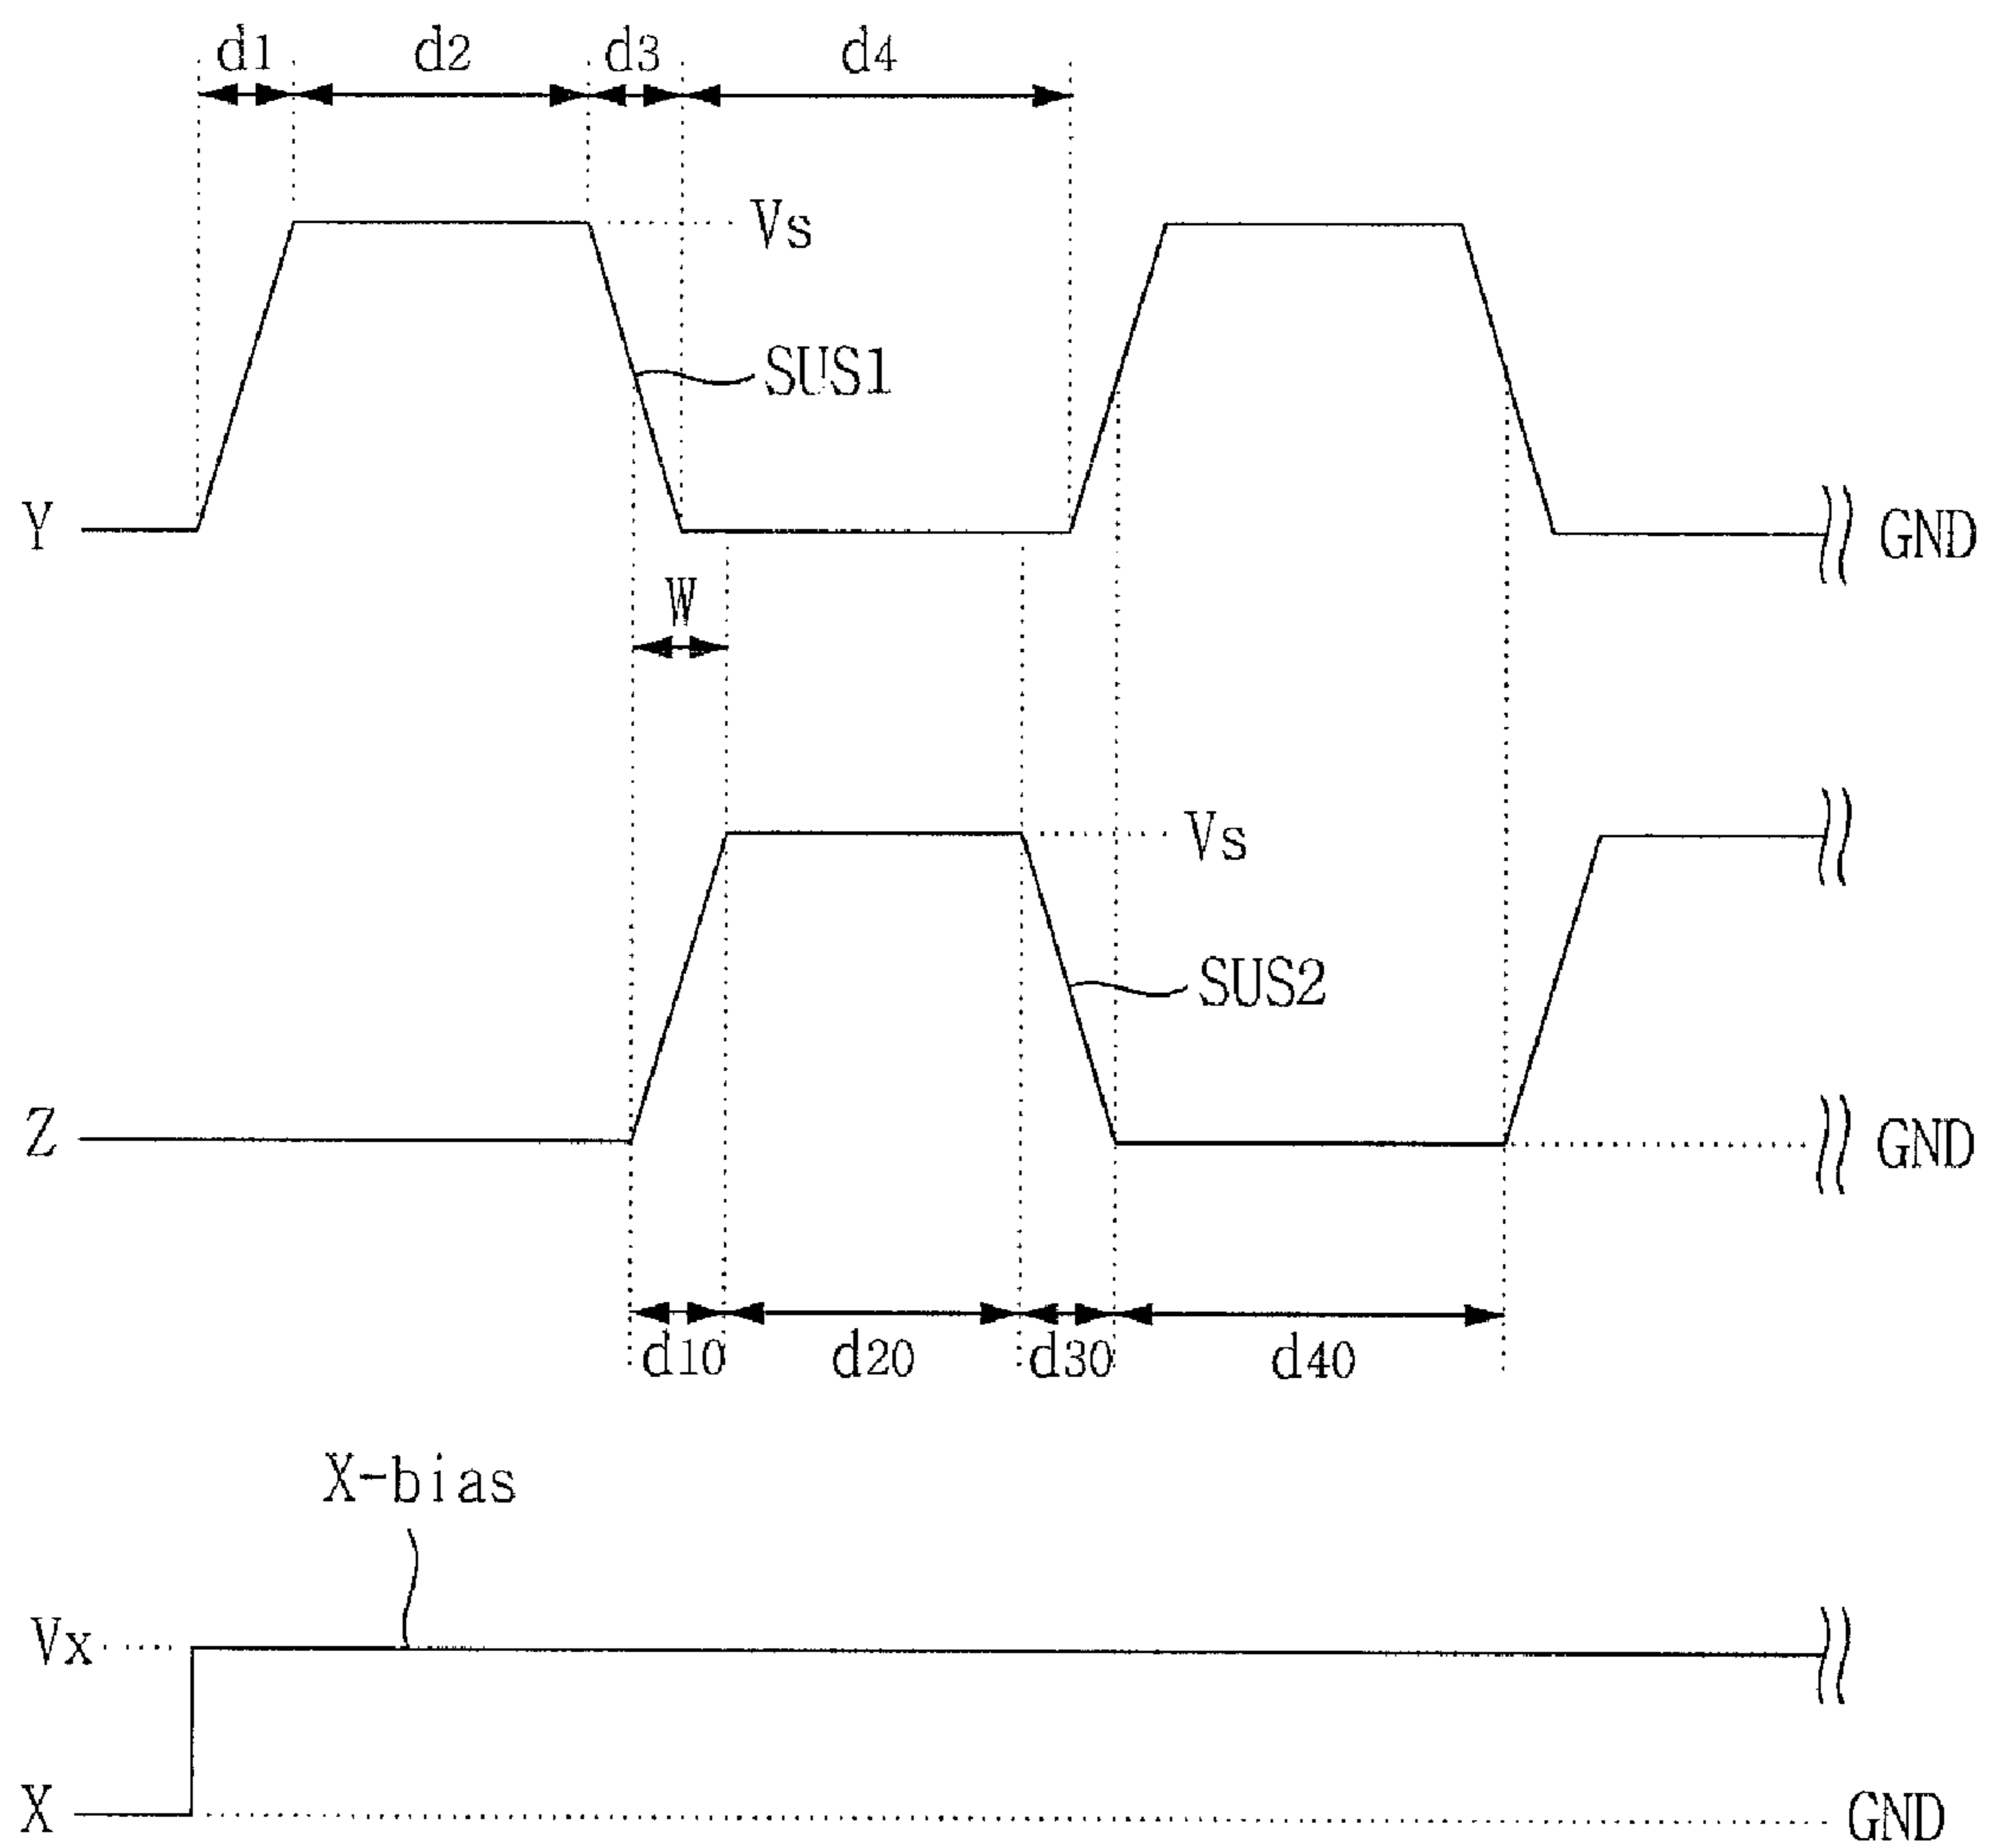 d1 d2 d3 d4
Vs
SUS1
Y GND
W
Vs
SUS2
Z GND
d10 d20 d30 d40
X-bias
Vx
X GND